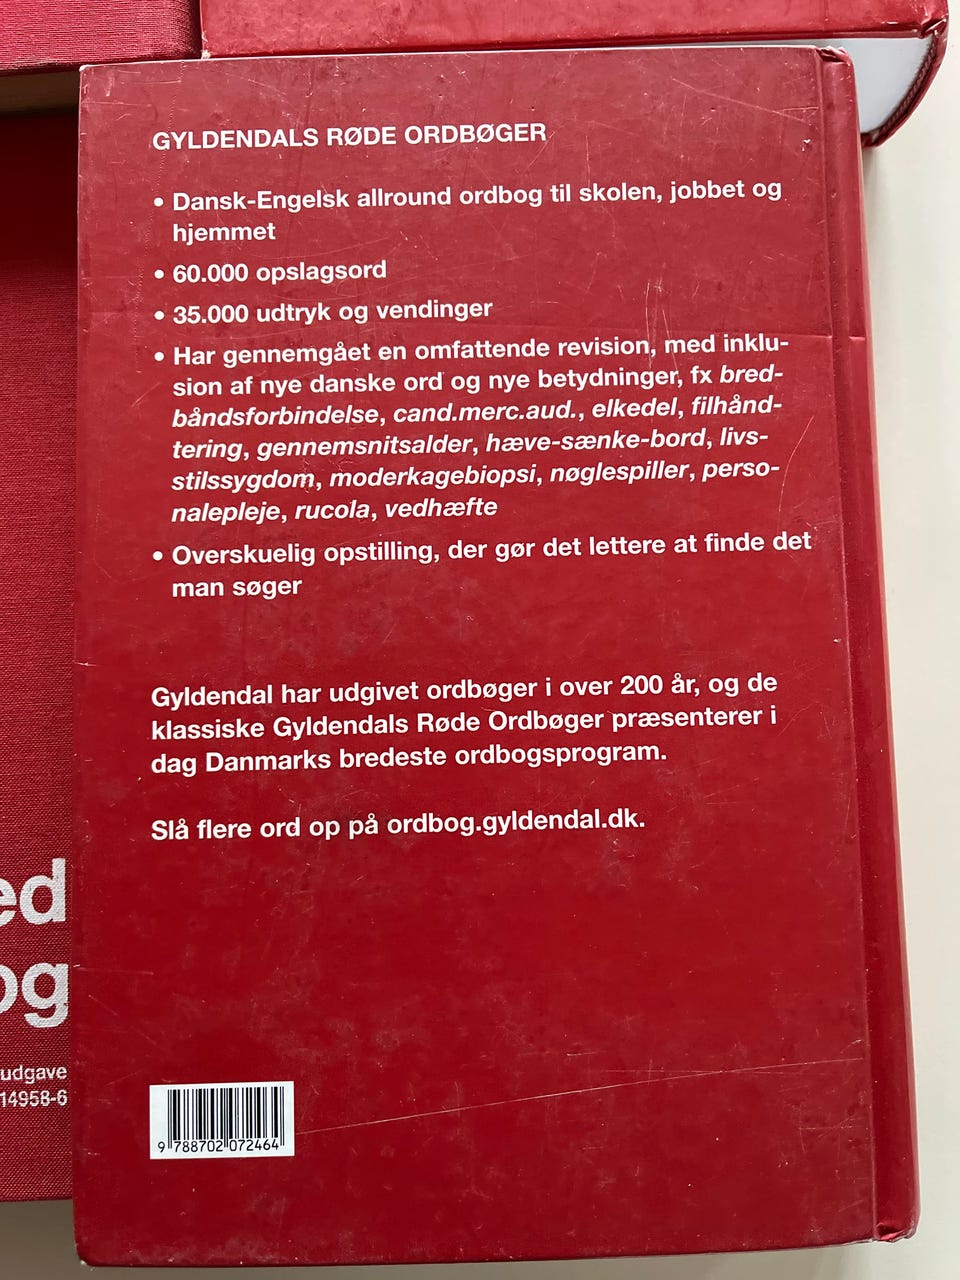 GYLDENDALS RØDE ORDBØGER
• Dansk-Engelsk allround ordbog til skolen, jobbet og
hjemmet
• 60.000 opslagsord
• 35.000 udtryk og vendinger
• Har gennemgået en omfattende revision, med inklu-
sion af nye danske ord og nye betydninger, fx bred-
båndsforbindelse, cand.merc.aud., elkedel, filhånd-
tering, gennemsnitsalder, hæve-sænke-bord, livs-
stilssygdom, moderkagebiopsi, nøglespiller, perso-
nalepleje, rucola, vedhæfte
• Overskuelig opstilling, der gør det lettere at finde det
man søger
Gyldendal har udgivet ordbøger i over 200 år, og de
klassiske Gyldendals Røde Ordbøger præsenterer i
dag Danmarks bredeste ordbogsprogram.
Slå flere ord op på ordbog.gyldendal.dk.
9 788702 072464
ed
og
udgave
14958-6